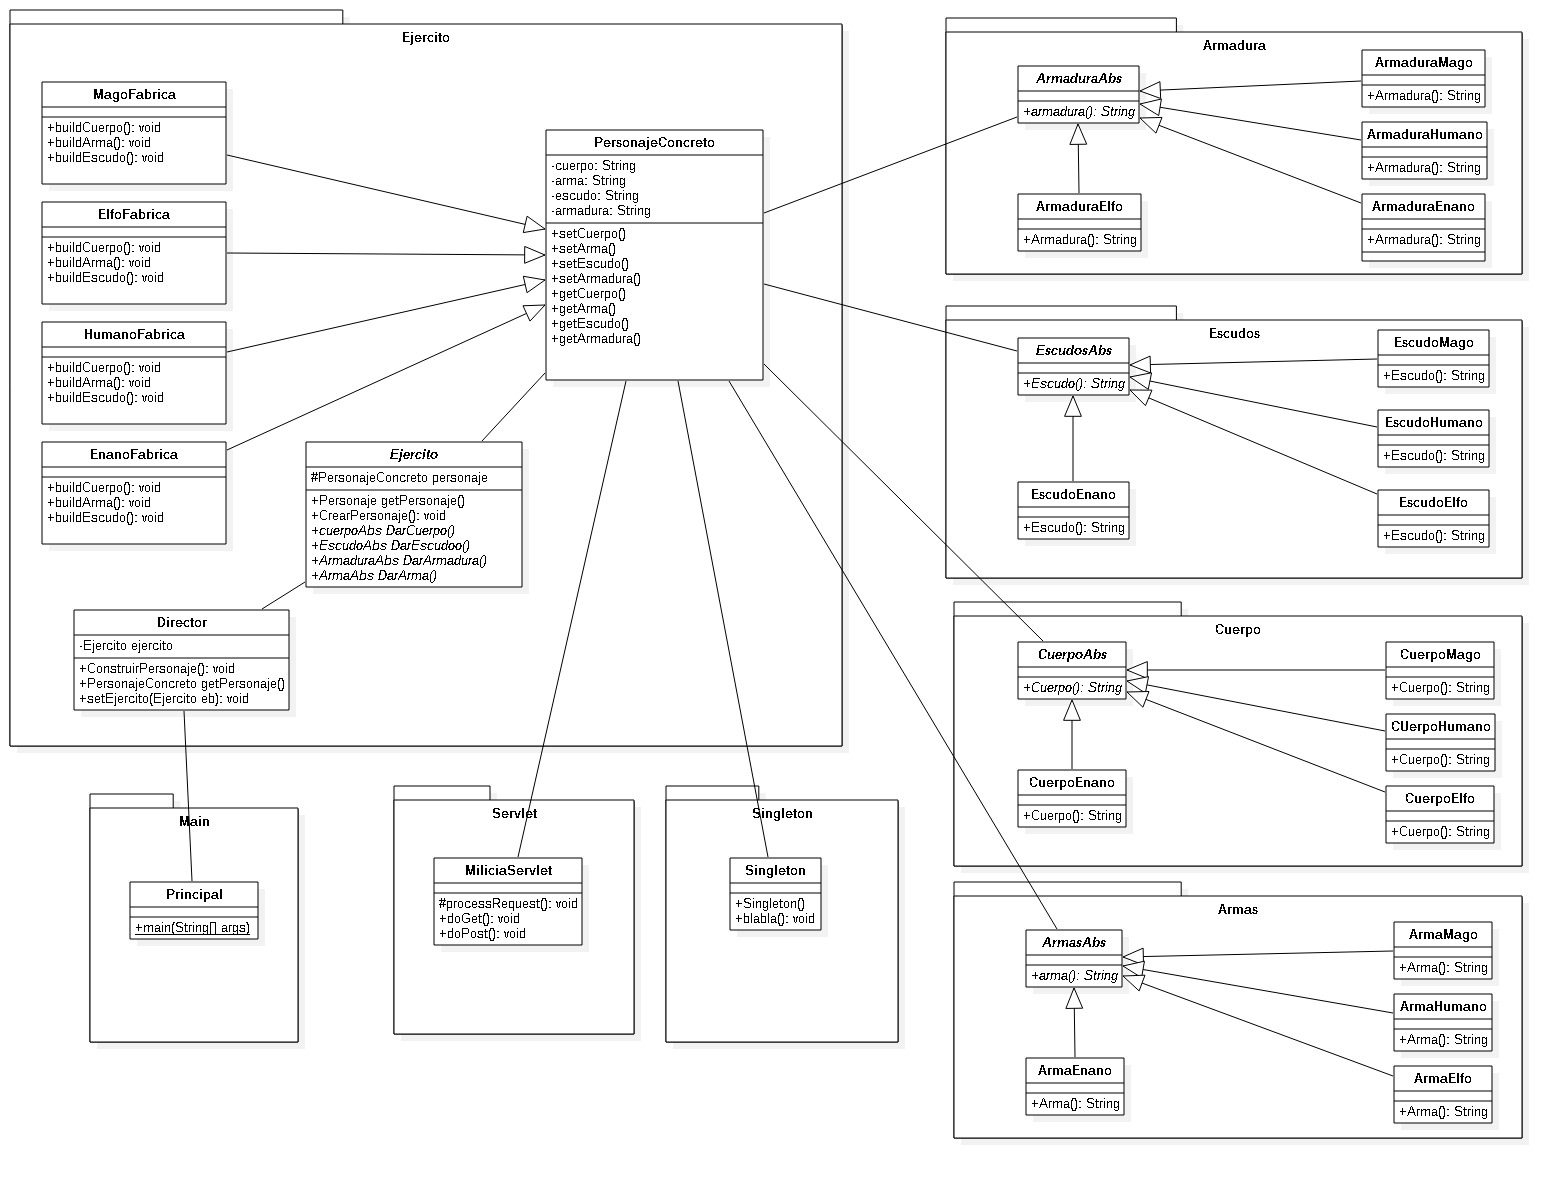 Ejercito
MagoFabrica
+buildCuerpo(): void
+buildArma(): void
+buildEscudo(): void
ElfoFabrica
+buildCuerpo(): void
+buildArma(): void
+buildEscudo(): void
HumanoFabrica
+buildCuerpo(): void
+buildArma(): void
+buildEscudo(): void
EnanoFabrica
+buildCuerpo(): void
+buildArma(): void
+buildEscudo(): void
PersonajeConcreto
-cuerpo: String
-arma: String
-escudo: String
-armadura: String
+setCuerpo()
+setArma()
+setEscudo()
+setArmadura()
+getCuerpo()
+getArma()
+getEscudo()
+getArmadura()
Ejercito
#PersonajeConcreto personaje
+Personaje getPersonaje()
+CrearPersonaje(): void
+cuerpoAbs DarCuerpo()
+EscudoAbs DarEscudoo()
+ArmaduraAbs DarArmadura()
+ArmaAbs DarArma()
Director
-Ejercito ejercito
+ConstruirPersonaje(): void
+PersonajeConcreto getPersonaje()
+setEjercito(Ejercito eb): void
Main
Principal
+main(String[] args)
Servlet
MiliciaServlet
#processRequest(): void
+doGet(): void
+doPost(): void
Singleton
Singleton
+Singleton()
+blabla(): void
Armadura
ArmaduraAbs
+armadura(): String
ArmaduraMago
+Armadura(): String
ArmaduraHumano
+Armadura(): String
ArmaduraElfo
+Armadura(): String
ArmaduraEnano
+Armadura(): String
Escudos
EscudosAbs
+Escudo(): String
EscudoMago
+Escudo(): String
EscudoHumano
+Escudo(): String
EscudoEnano
+Escudo(): String
EscudoElfo
+Escudo(): String
Cuerpo
CuerpoAbs
+Cuerpo(): String
CuerpoMago
+Cuerpo(): String
CUerpoHumano
+Cuerpo(): String
CuerpoEnano
+Cuerpo(): String
CuerpoElfo
+Cuerpo(): String
Armas
ArmasAbs
+arma(): String
ArmaMago
+Arma(): String
ArmaHumano
+Arma(): String
ArmaEnano
+Arma(): String
ArmaElfo
+Arma(): String